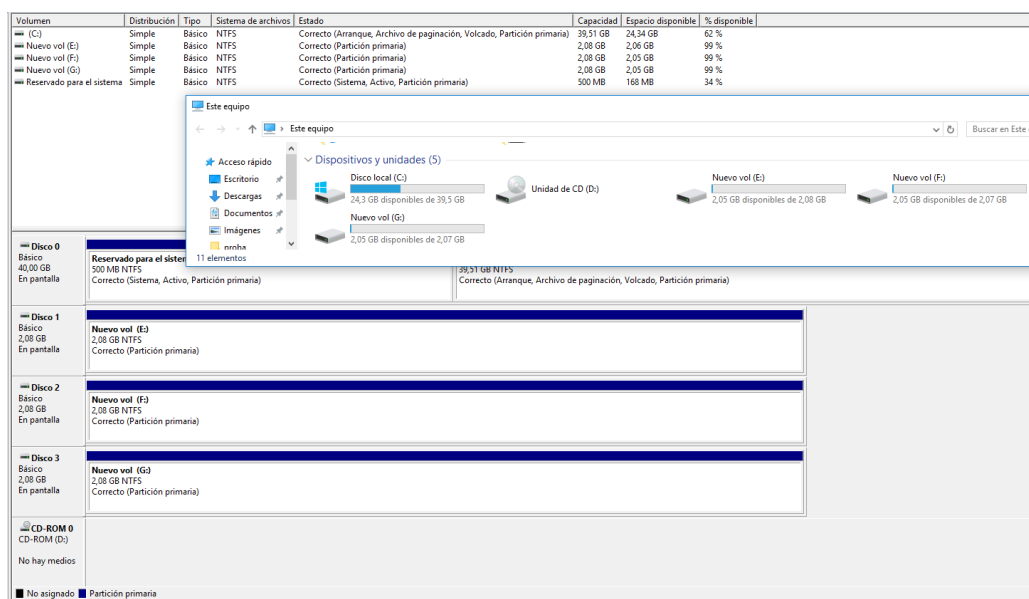 Volumen Distribución Tipo Sistema de archivos Estado Capacidad Espacio disponible % disponible
(C:) Simple Básico NTFS Correcto (Arranque, Archivo de paginación, Volcado, Partición primaria) 39,51 GB 24,34 GB 62 %
Nuevo vol (E:) Simple Básico NTFS Correcto (Partición primaria) 2,08 GB 2,06 GB 99 %
Nuevo vol (F:) Simple Básico NTFS Correcto (Partición primaria) 2,08 GB 2,05 GB 99 %
Nuevo vol (G:) Simple Básico NTFS Correcto (Partición primaria) 2,08 GB 2,05 GB 99 %
Reservado para el sistema Simple Básico NTFS Correcto (Sistema, Activo, Partición primaria) 500 MB 168 MB 34 %
Este equipo
Este equipo
Buscar en Este
Acceso rápido
Escritorio
Descargas
Documentos
Imágenes
proba
11 elementos
Dispositivos y unidades (5)
Disco local (C:)
24,3 GB disponibles de 39,5 GB
Unidad de CD (D:)
Nuevo vol (E:)
2,05 GB disponibles de 2,08 GB
Nuevo vol (F:)
2,05 GB disponibles de 2,07 GB
Nuevo vol (G:)
2,05 GB disponibles de 2,07 GB
Disco 0
Básico
40,00 GB
En pantalla
Reservado para el sister
500 MB NTFS
Correcto (Sistema, Activo, Partición primaria)
39,51 GB NTFS
Correcto (Arranque, Archivo de paginación, Volcado, Partición primaria)
Disco 1
Básico
2,08 GB
En pantalla
Nuevo vol (E:)
2,08 GB NTFS
Correcto (Partición primaria)
Disco 2
Básico
2,08 GB
En pantalla
Nuevo vol (F:)
2,08 GB NTFS
Correcto (Partición primaria)
Disco 3
Básico
2,08 GB
En pantalla
Nuevo vol (G:)
2,08 GB NTFS
Correcto (Partición primaria)
CD-ROM 0
CD-ROM (D:)
No hay medios
No asignado Partición primaria